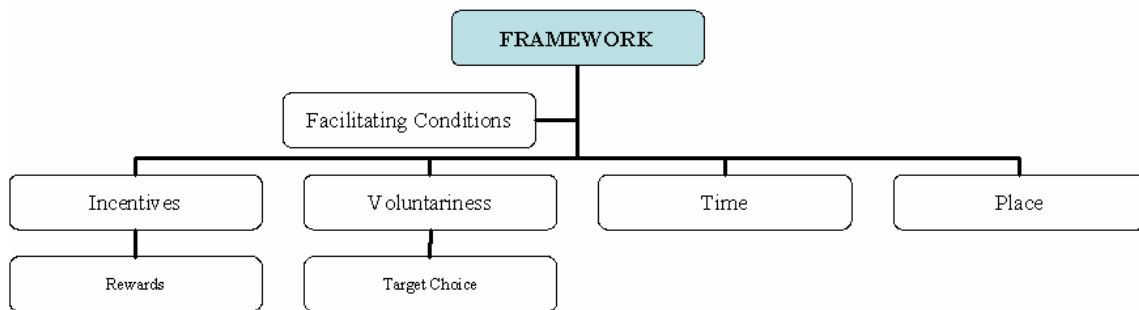 FRAMEWORK
Facilitating Conditions
Incentives
Voluntariness
Time
Place
Rewards
Target Choice